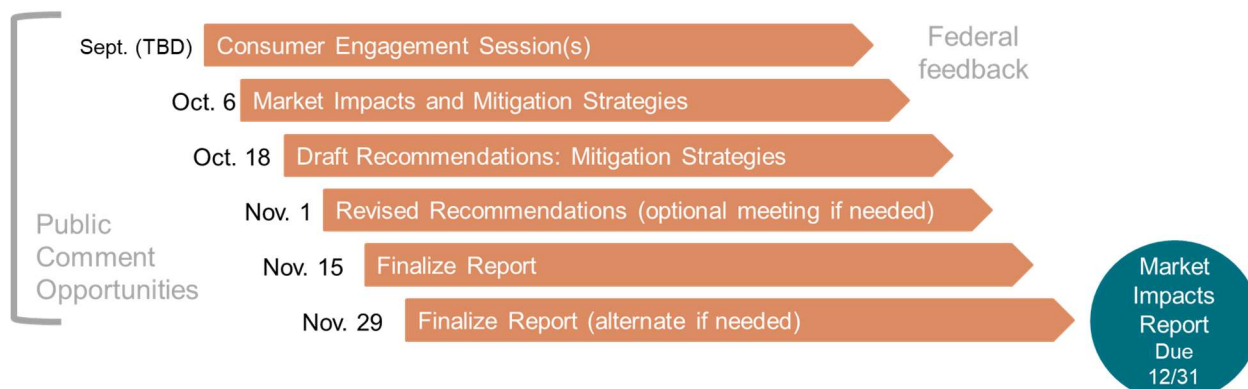 Sept. (TBD) Consumer Engagement Session(s)
Federal
feedback
Oct. 6 Market Impacts and Mitigation Strategies
Oct. 18 Draft Recommendations: Mitigation Strategies
Nov. 1 Revised Recommendations (optional meeting if needed)
Public
Comment
Opportunities
Nov. 15 Finalize Report
Nov. 29 Finalize Report (alternate if needed)
Market
Impacts
Report
Due
12/31